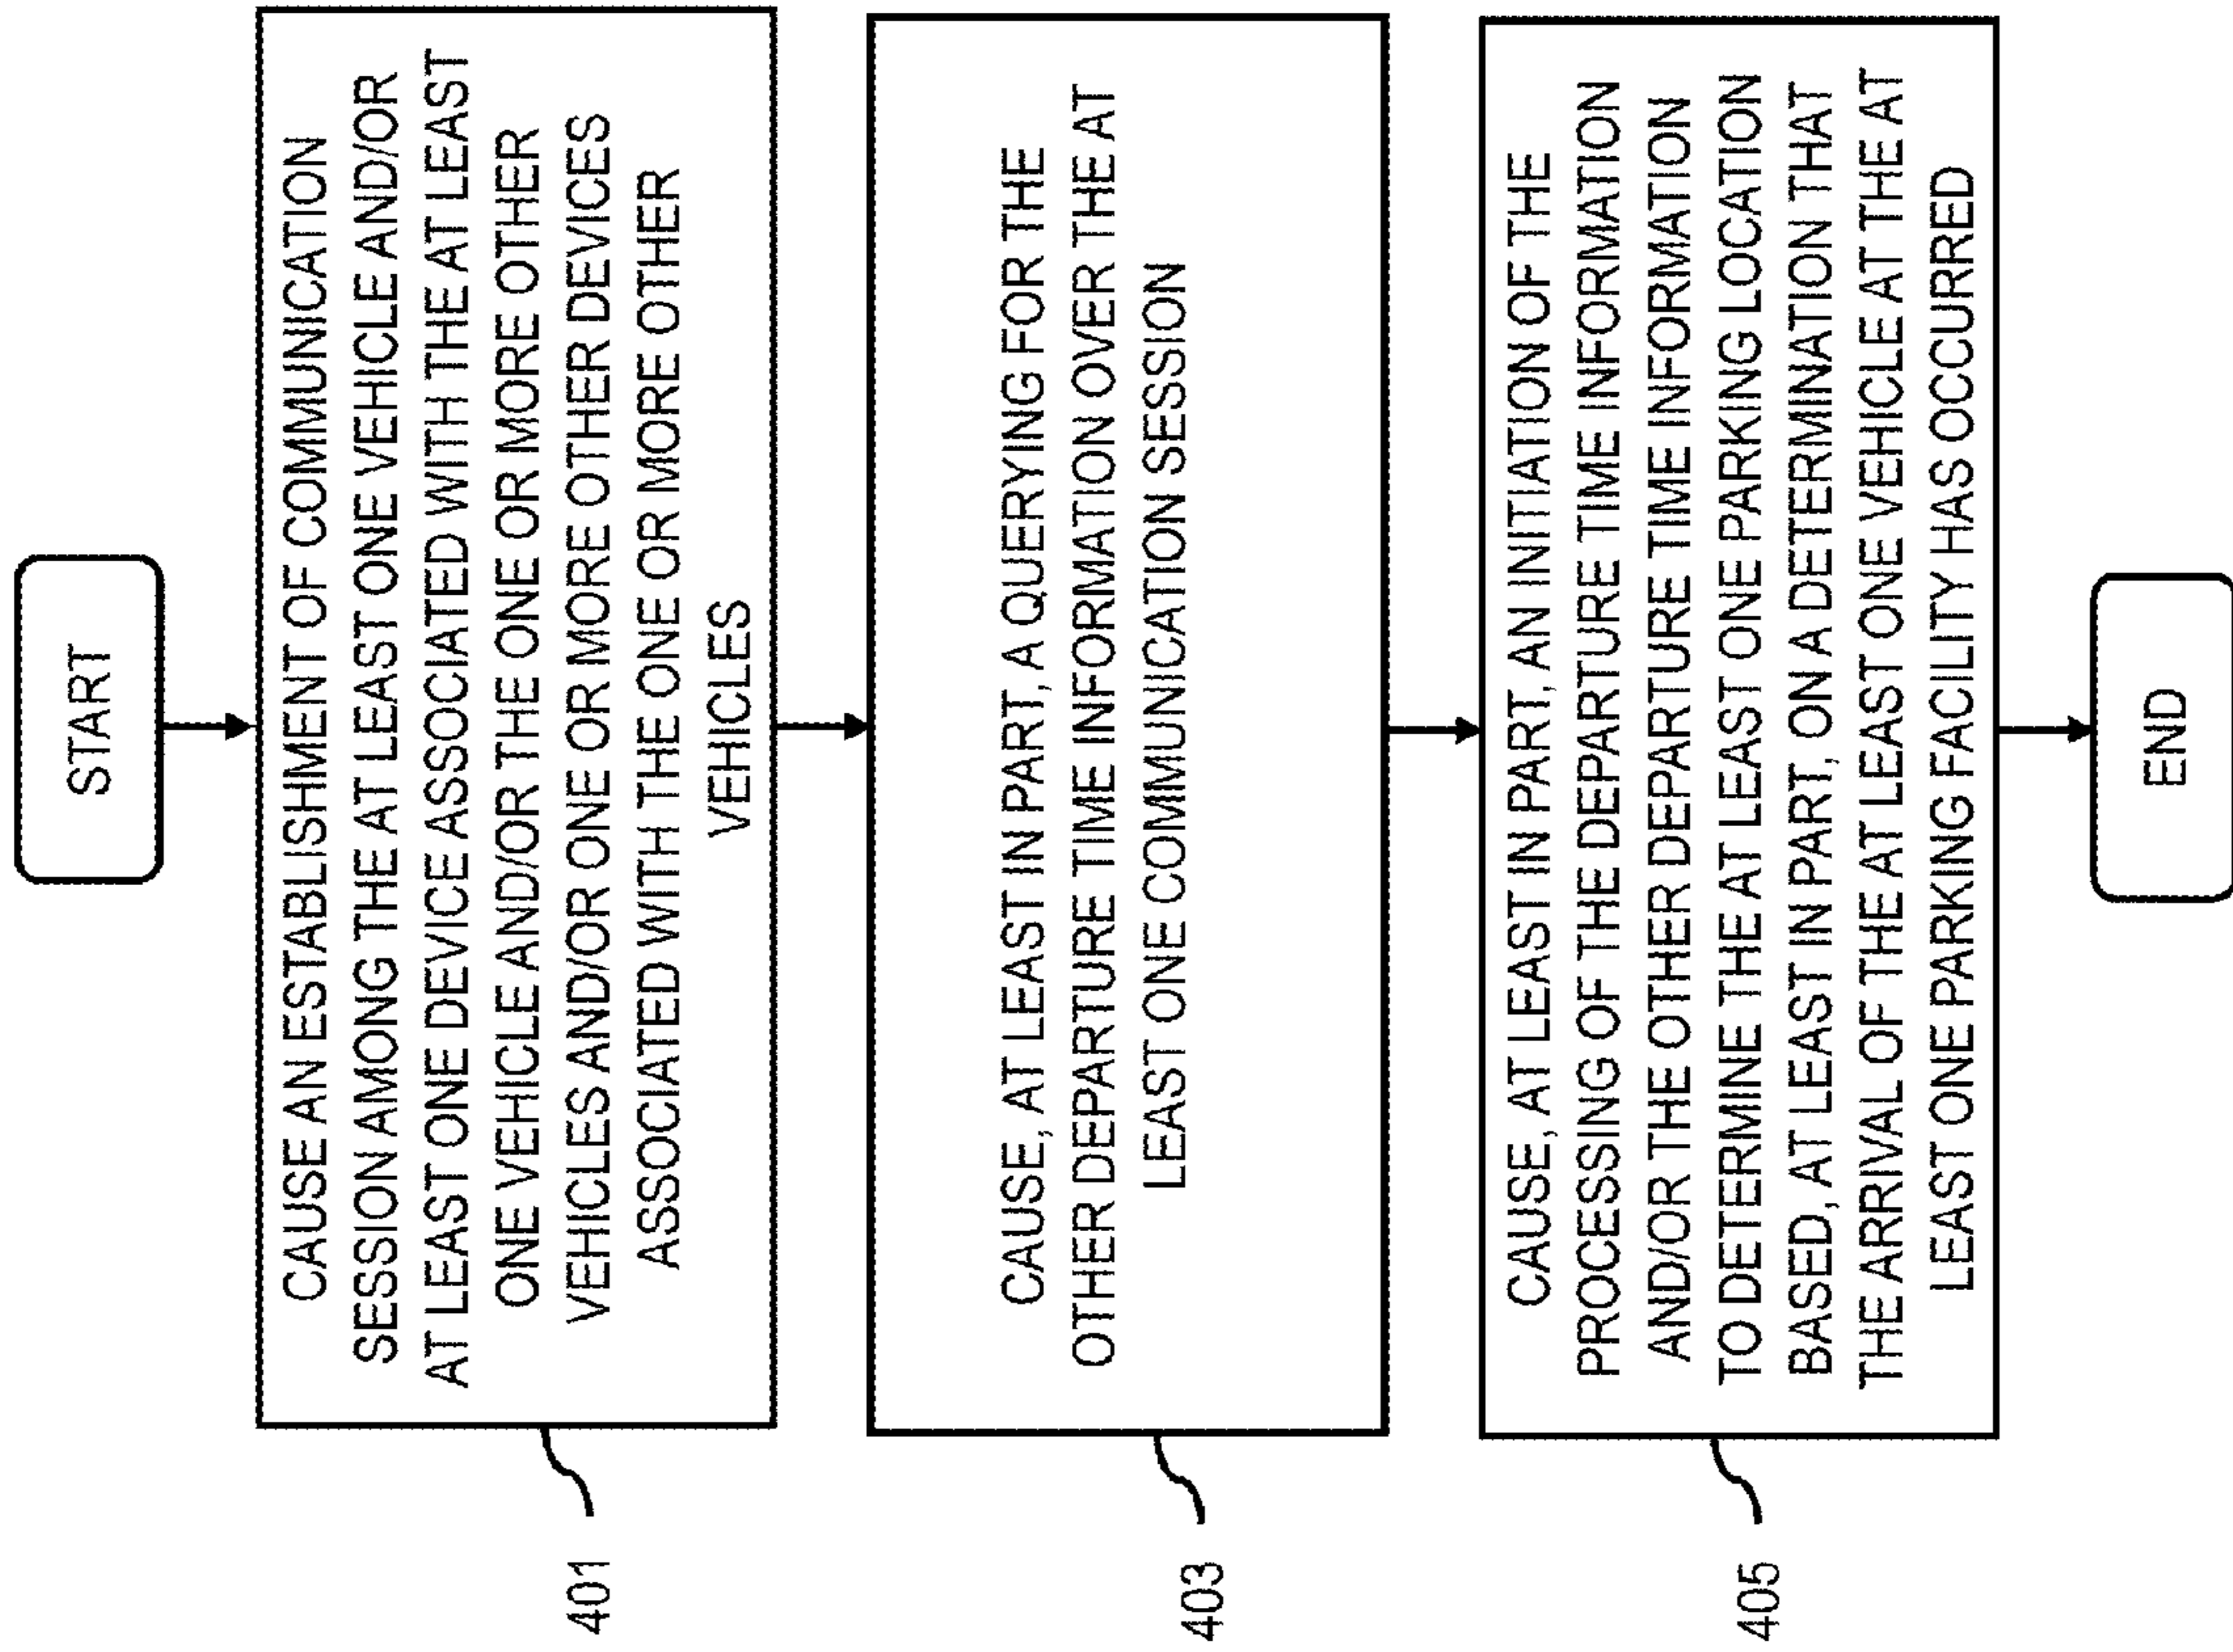 START
CAUSE AN ESTABLISHMENT OF COMMUNICATION
SESSION AMONG THE AT LEAST ONE VEHICLE AND/OR
AT LEAST ONE DEVICE ASSOCIATED WITH THE AT LEAST
ONE VEHICLE AND/OR THE ONE OR MORE OTHER
VEHICLES AND/OR ONE OR MORE OTHER DEVICES
ASSOCIATED WITH THE ONE OR MORE OTHER
VEHICLES
401
CAUSE, AT LEAST IN PART, A QUERYING FOR THE
OTHER DEPARTURE TIME INFORMATION OVER THE AT
LEAST ONE COMMUNICATION SESSION
403
CAUSE, AT LEAST IN PART, AN INITIATION OF THE
PROCESSING OF THE DEPARTURE TIME INFORMATION
AND/OR THE OTHER DEPARTURE TIME INFORMATION
TO DETERMINE THE AT LEAST ONE PARKING LOCATION
BASED, AT LEAST IN PART, ON A DETERMINATION THAT
THE ARRIVAL OF THE AT LEAST ONE VEHICLE AT THE AT
LEAST ONE PARKING FACILITY HAS OCCURRED
405
END